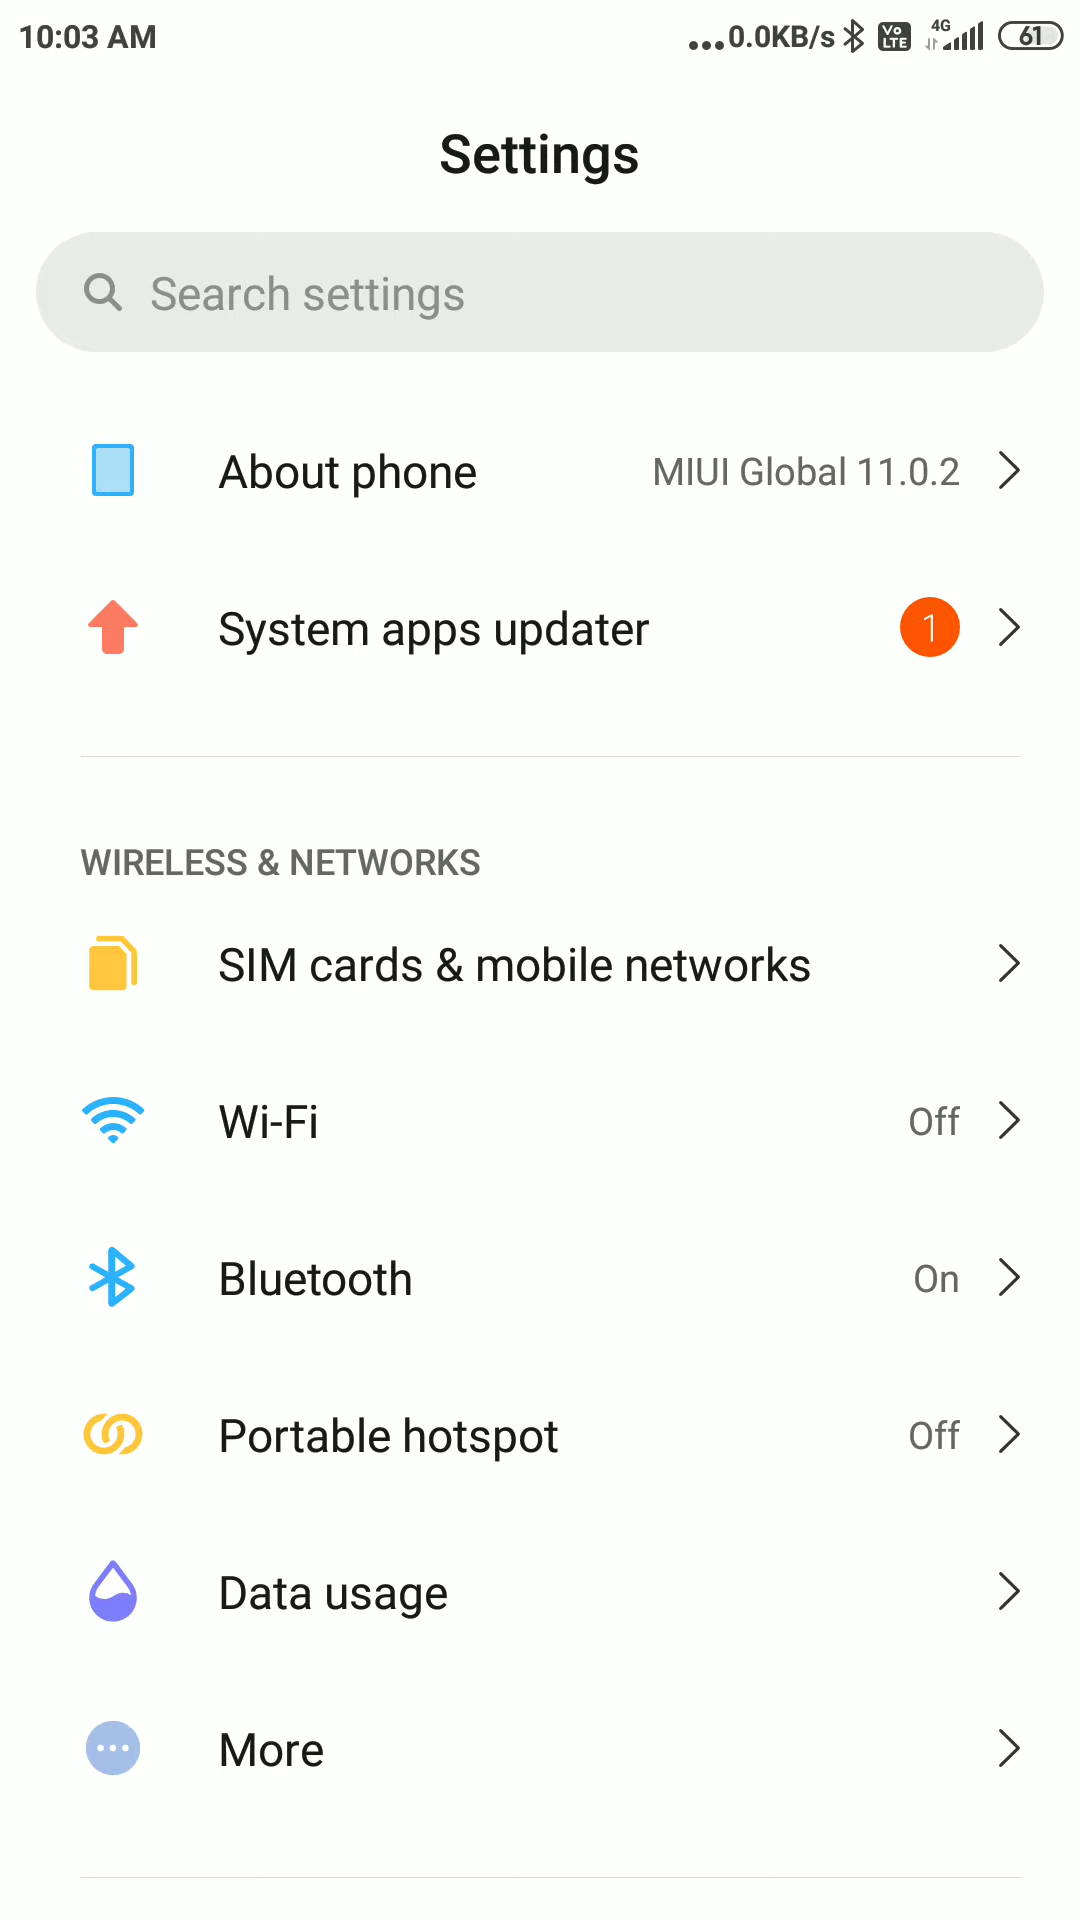 10:03 AM ...0.0KB/s Vo LTE 4G 61
Settings
Search settings
About phone MIUI Global 11.0.2
System apps updater 1
WIRELESS & NETWORKS
SIM cards & mobile networks
Wi-Fi Off
Bluetooth On
Portable hotspot Off
Data usage
More